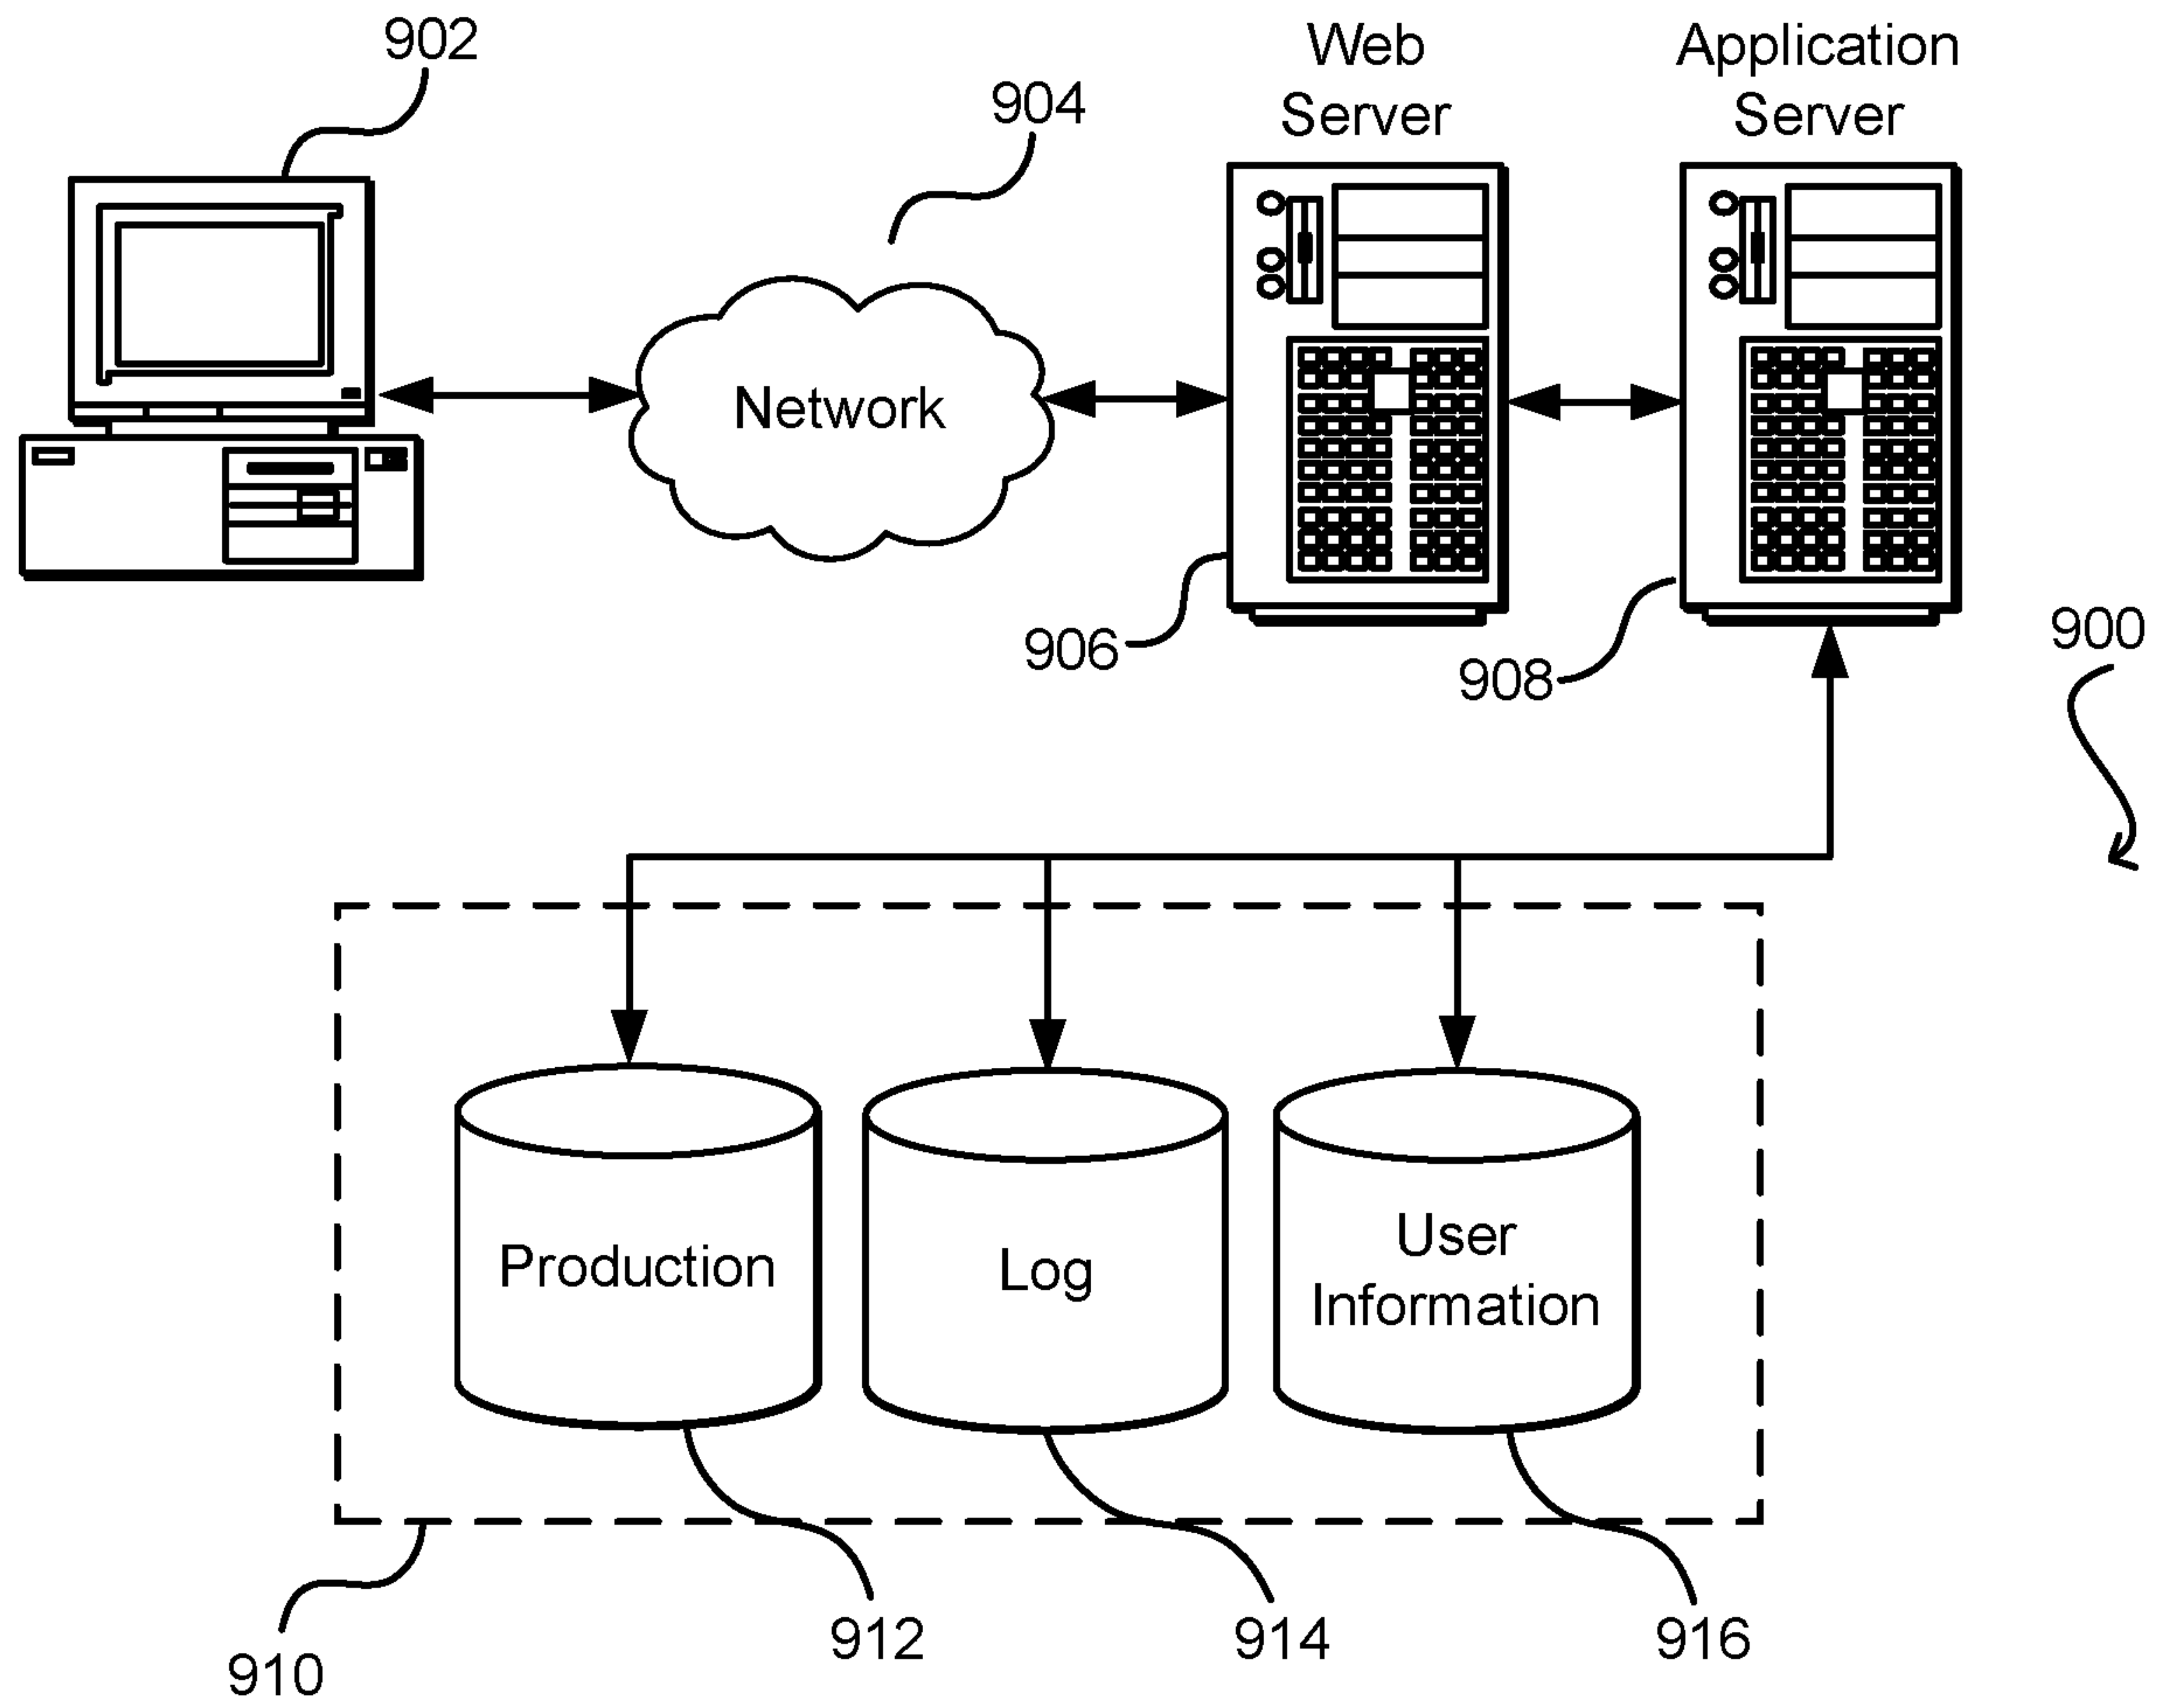 902
904
Web
Server
Application
Server
Network
906
908
900
Production
Log
User
Information
910
912
914
916